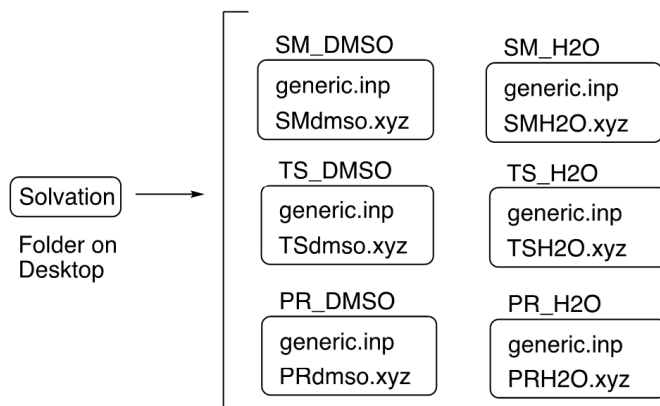 Solvation
Folder on
Desktop
SM_DMSO
generic.inp
SMdmso.xyz
SM_H2O
generic.inp
SMH2O.xyz
TS_DMSO
generic.inp
TSdmso.xyz
TS_H2O
generic.inp
TSH2O.xyz
PR_DMSO
generic.inp
PRdmso.xyz
PR_H2O
generic.inp
PRH2O.xyz